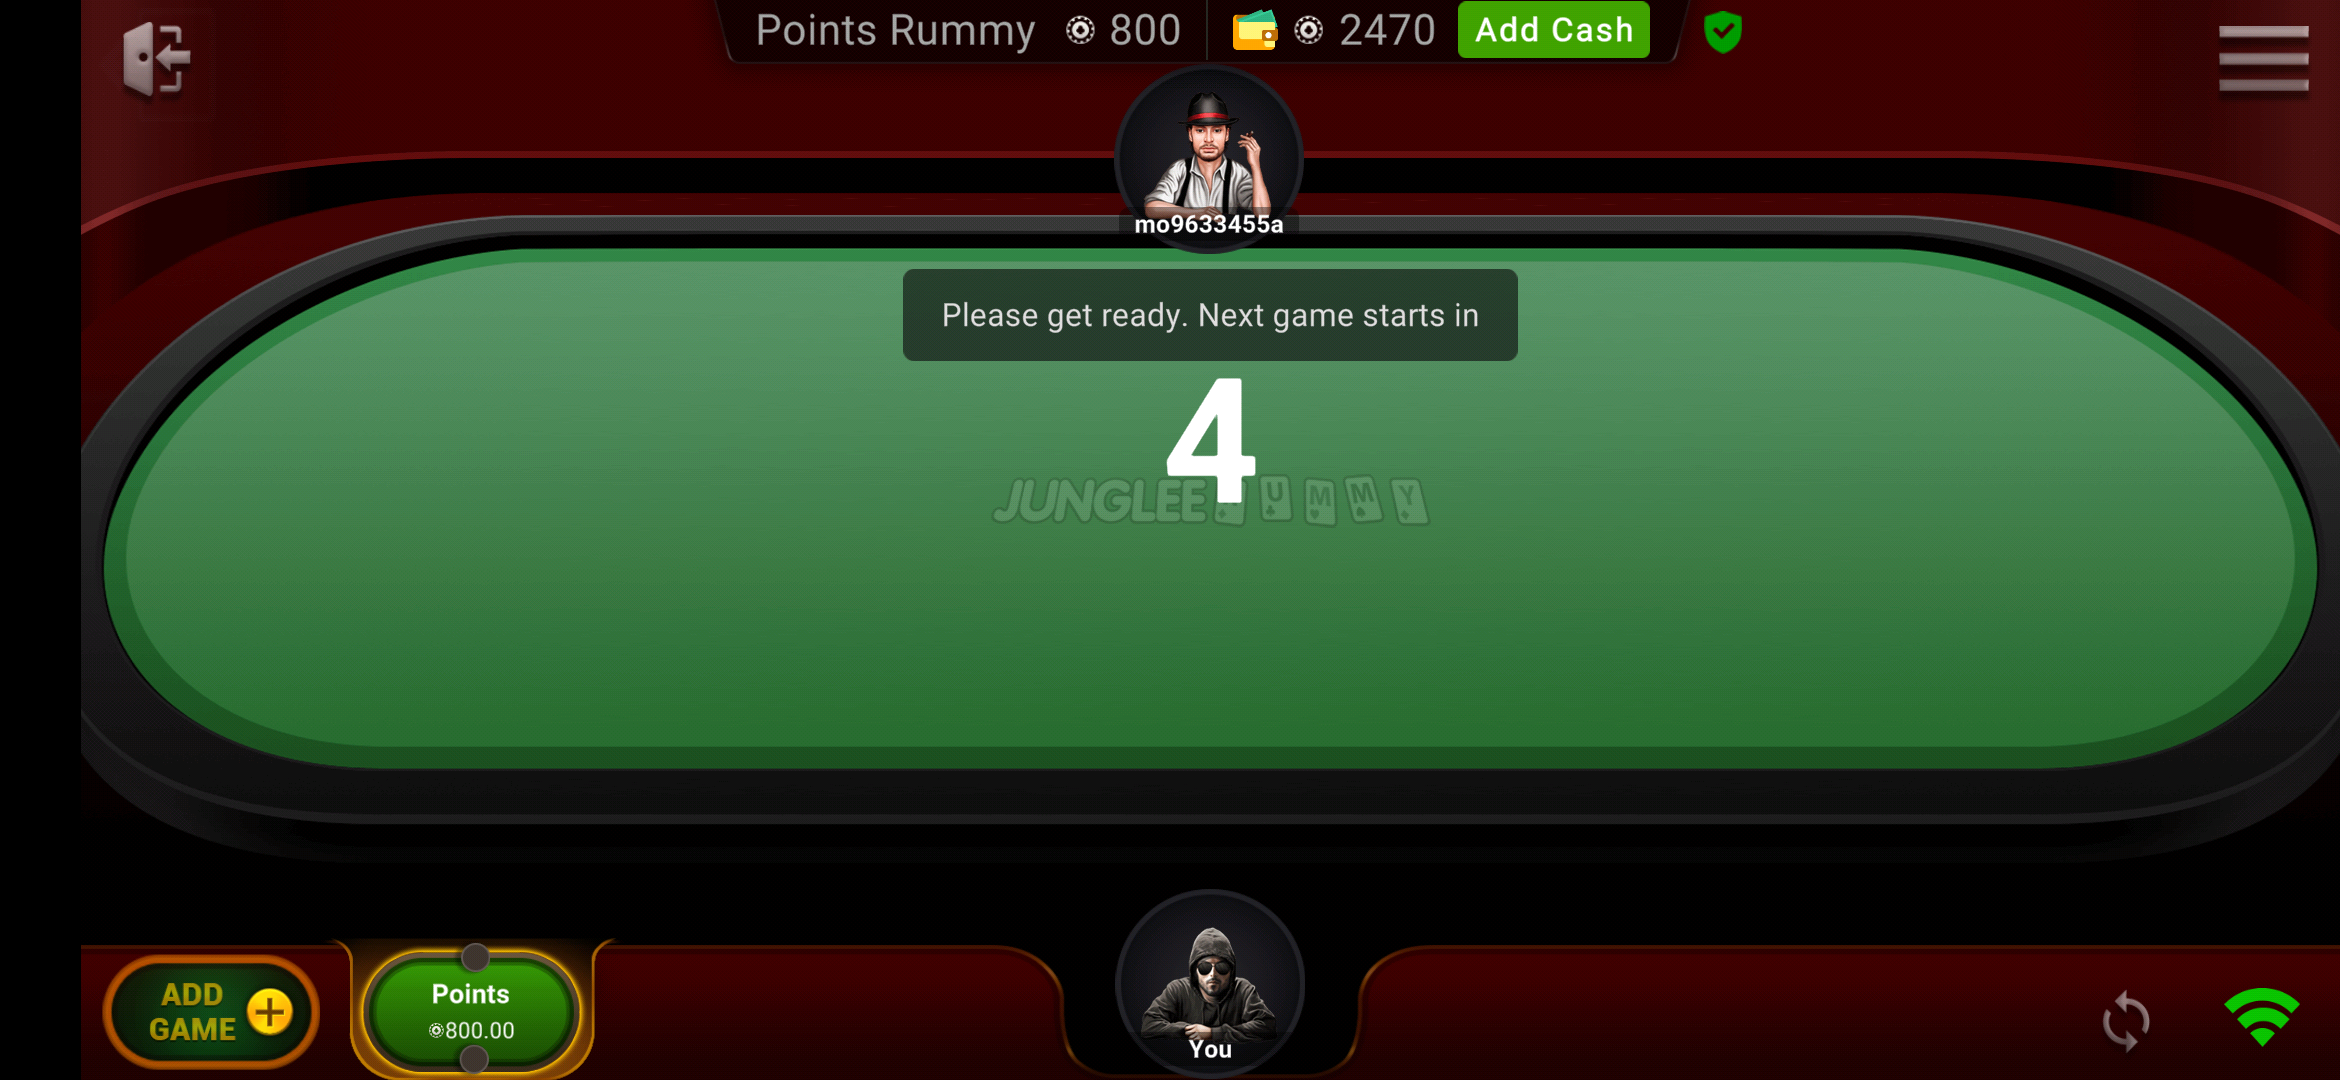 Points Rummy 800 2470 Add Cash
mo9633455a
Please get ready. Next game starts in
4
JUNGLEE UMMY
ADD
GAME
Points
800.00
You